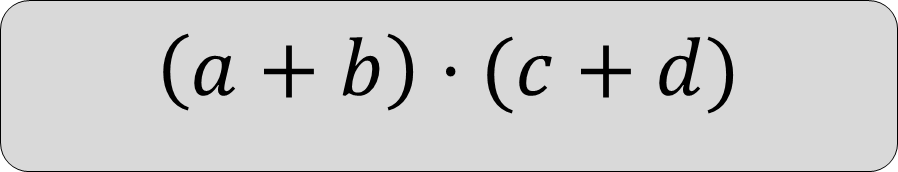 (a + b) · (c + d)